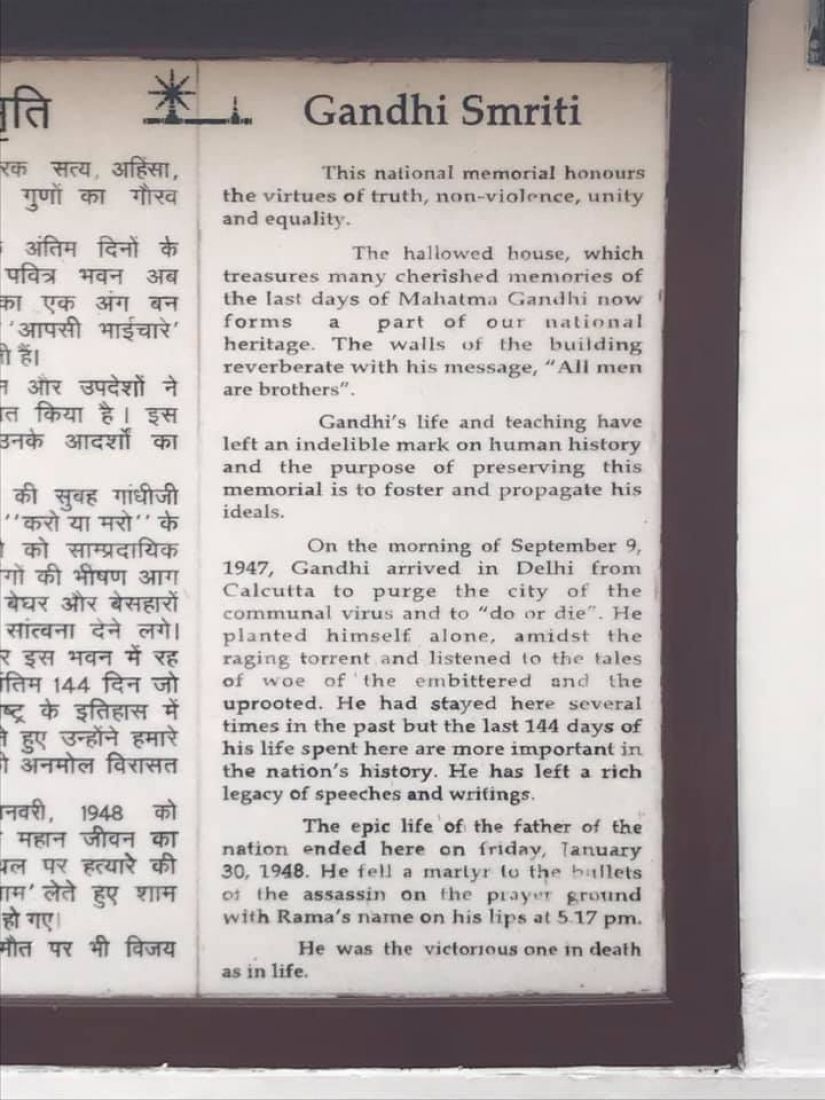 ृति
रक सत्य, अहिंसा,
गुणों का गौरव
अंतिम दिनों के
पवित्र भवन अब
का एक अंग बन
'आपसी भाईचारे'
ी हैं।
न और उपदेशों ने
त किया है। इस
उनके आदर्शों का
की सुबह गांधीजी
''करो या मरो'' के
को साम्प्रदायिक
गों की भीषण आग
बेघर और बेसहारों
सांत्वना देने लगे।
र इस भवन में रह
ंतिम 144 दिन जो
ष्ट्र के इतिहास में
े हुए उन्होंने हमारे
ी अनमोल विरासत
नवरी, 1948 को
महान जीवन का
थल पर हत्यारे की
ाम' लेते हुए शाम
हो गए।
मौत पर भी विजय
Gandhi Smriti
This national memorial honours
the virtues of truth, non-violence, unity
and equality.
The hallowed house, which
treasures many cherished memories of
the last days of Mahatma Gandhi now
forms a part of our national
heritage. The walls of the building
reverberate with his message, "All men
are brothers".
Gandhi's life and teaching have
left an indelible mark on human history
and the purpose of preserving this
memorial is to foster and propagate his
ideals.
On the morning of September 9,
1947, Gandhi arrived in Delhi from
Calcutta to purge the city of the
communal virus and to "do or die". He
planted himself alone, amidst the
raging torrent and listened to the tales
of woe of the embittered and the
uprooted. He had stayed here several
times in the past but the last 144 days of
his life spent here are more important in
the nation's history. He has left a rich
legacy of speeches and writings.
The epic life of the father of the
nation ended here on friday, January
30, 1948. He fell a martyr to the bullets
of the assassin on the prayer ground
with Rama's name on his lips at 5.17 pm.
He was the victorious one in death
as in life.